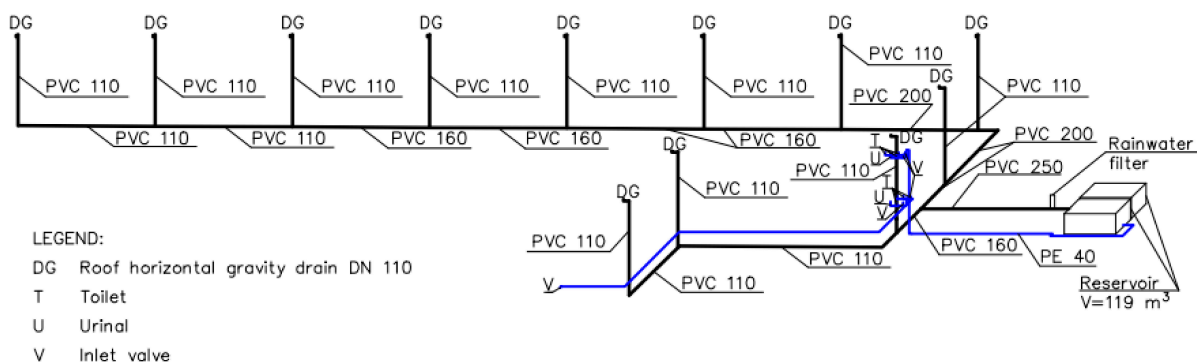 DG DG DG DG DG DG DG DG
PVC 110
DG
PVC 110 PVC 110 PVC 110 PVC 110 PVC 110 PVC 110 PVC 110
PVC 200
PVC 110 PVC 110 PVC 160 PVC 160 PVC 160 T DG PVC 200
DG U Rainwater
PVC 110 V PVC 250 filter
DG PVC 110 T
U
V
PVC 110 PVC 160
LEGEND: PVC 110 PE 40
DG Roof horizontal gravity drain DN 110
V PVC 110 Reservoir
T Toilet V=119 m³
U Urinal
V Inlet valve